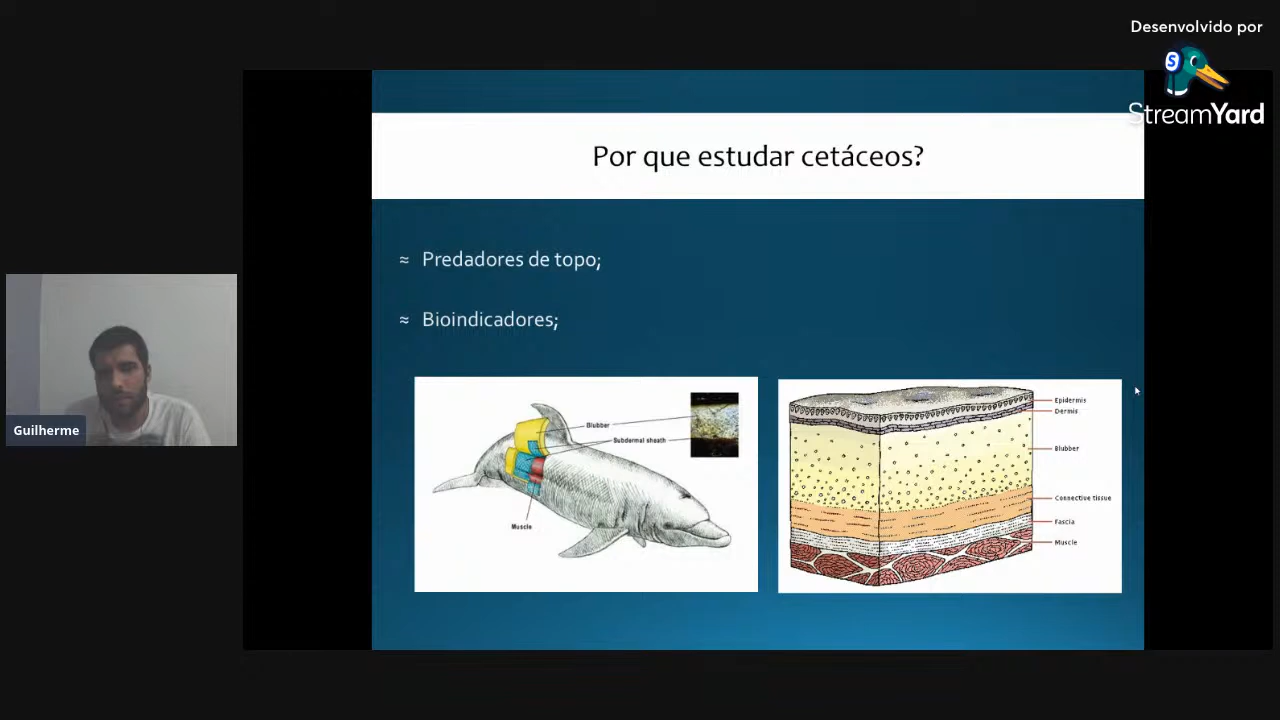 Desenvolvido por
StreamYard
Por que estudar cetáceos?
≈ Predadores de topo;
≈ Bioindicadores;
Guilherme
Blubber
Subdermal sheath
Muscle
Epidermis
Dermis
Blubber
Connective tissue
Fascia
Muscle